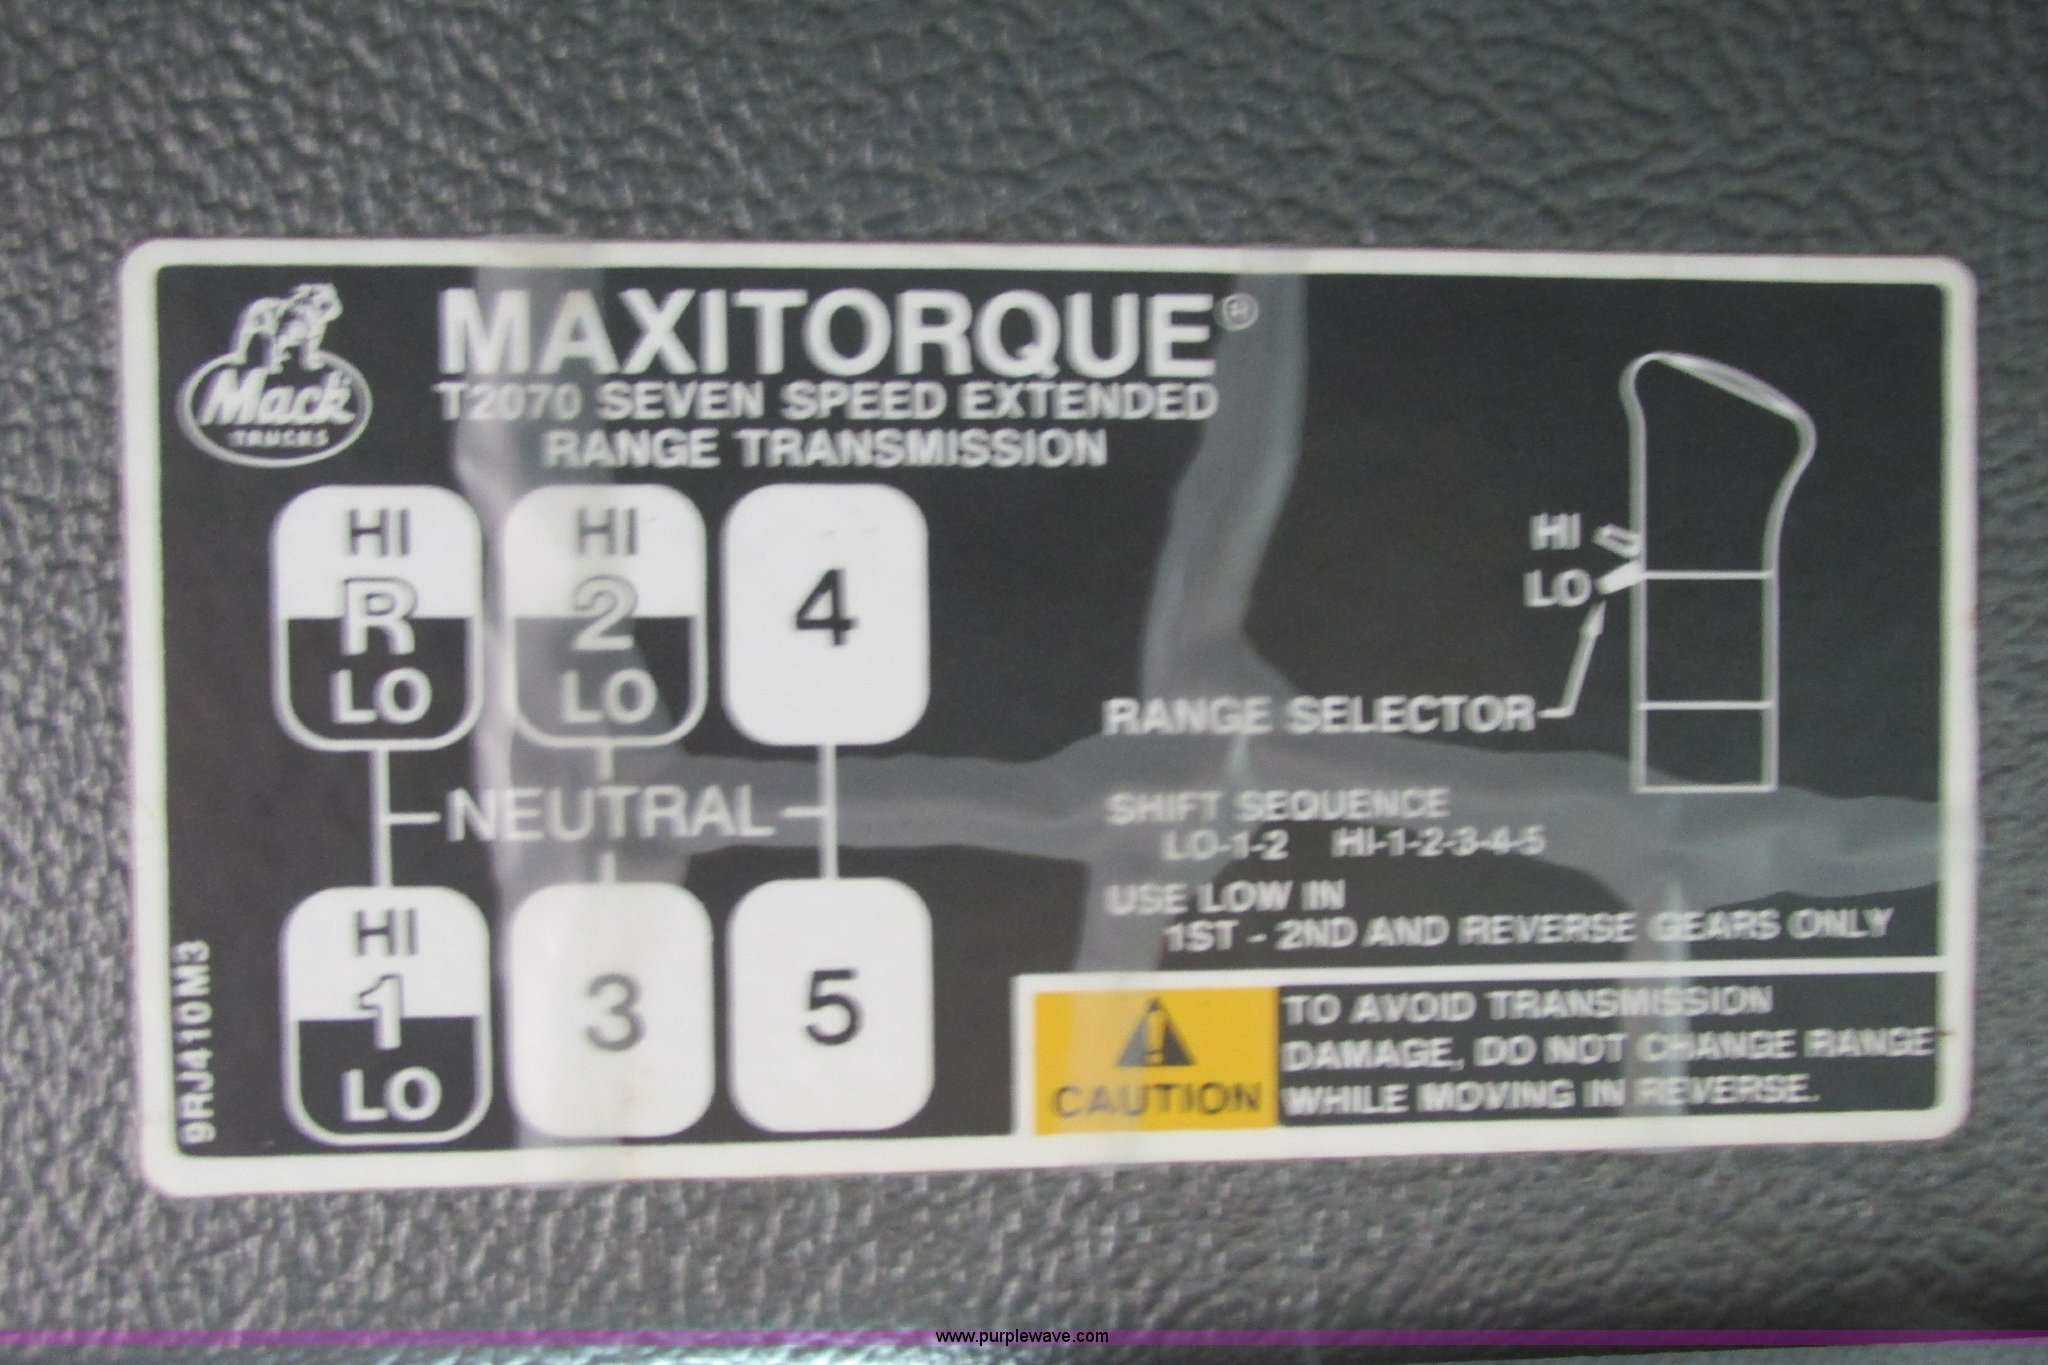 Mack
TRUCKS
MAXITORQUE®
T2070 SEVEN SPEED EXTENDED
RANGE TRANSMISSION
HI
R
LO
HI
2
LO
4
NEUTRAL
HI
1
LO
3
5
9RJ410M3
HI
LO
RANGE SELECTOR
SHIFT SEQUENCE
LO-1-2 HI-1-2-3-4-5
USE LOW IN
1ST - 2ND AND REVERSE GEARS ONLY
CAUTION
TO AVOID TRANSMISSION
DAMAGE, DO NOT CHANGE RANGE
WHILE MOVING IN REVERSE.
www.purplewave.com